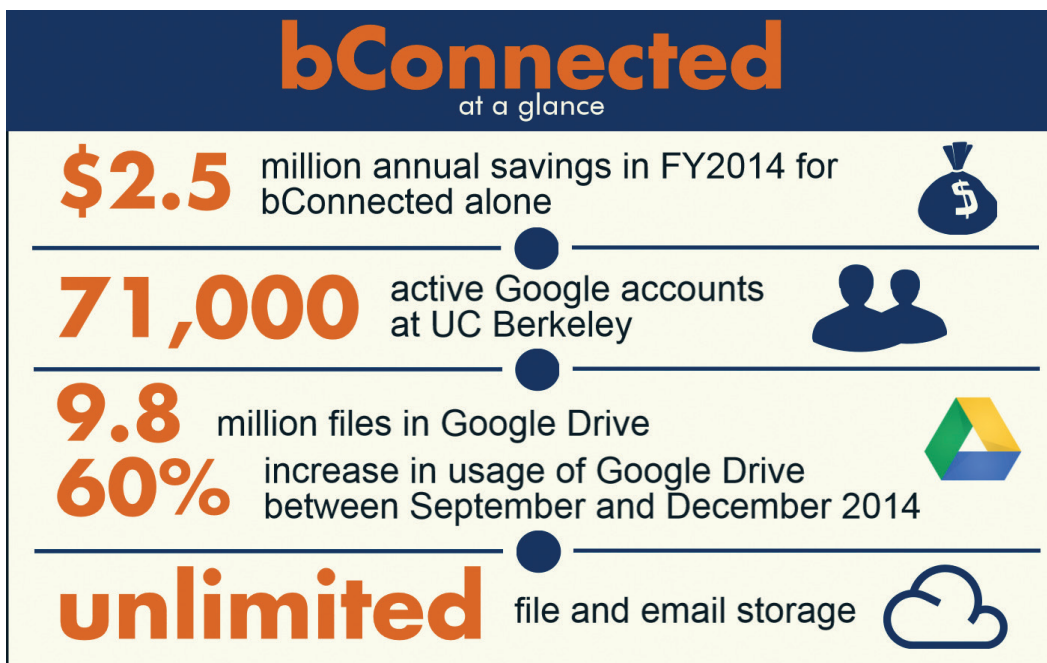 bConnected
at a glance
$2.5 million annual savings in FY2014 for
bConnected alone
71,000 active Google accounts
at UC Berkeley
9.8 million files in Google Drive
60% increase in usage of Google Drive
between September and December 2014
unlimited file and email storage